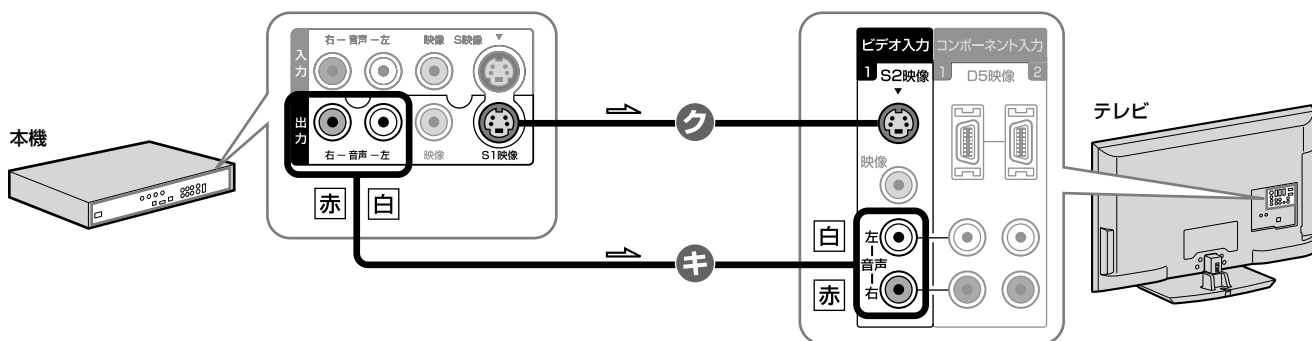 本機
入力
右ー音声ー左
映像
S映像
出力
右ー音声ー左
映像
S1映像
赤
白
ク
キ
ビデオ入力
1
S2映像
映像
白
左ー音声ー右
赤
コンポーネント入力
1
D5映像
2
テレビ